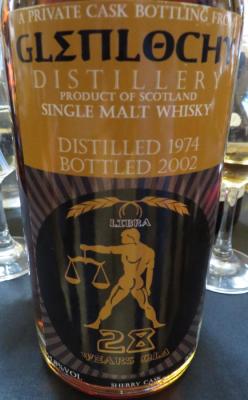 A PRIVATE CASK BOTTLING FROM
GLENLOCHY
DISTILLERY
PRODUCT OF SCOTLAND
SINGLE MALT WHISKY
DISTILLED 1974
BOTTLED 2002
LIBRA
28
YEARS OLD
SHERRY CASK